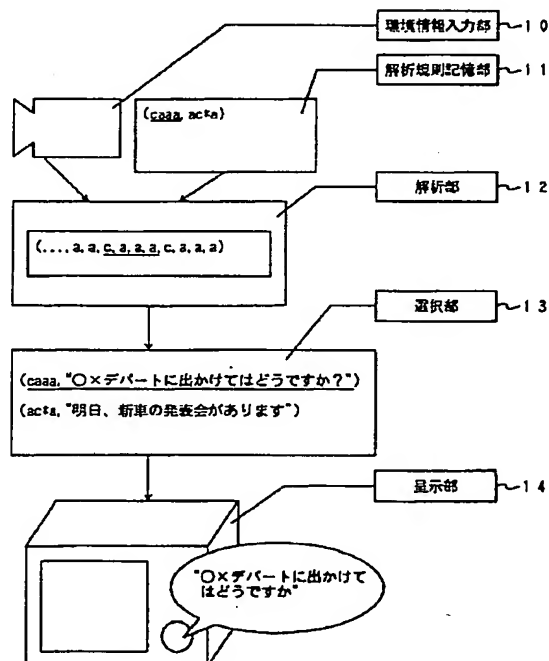 環境情報入力部 10
解析規則記憶部 11
(caaa, ac*a)
解析部 12
(...., a, a, c, a, a, a, c, a, a, a)
選択部 13
(caaa, "〇×デパートに出かけてはどうですか?")
(ac*a, "明日、新車の発表会があります")
呈示部 14
"〇×デパートに出かけて
はどうですか"